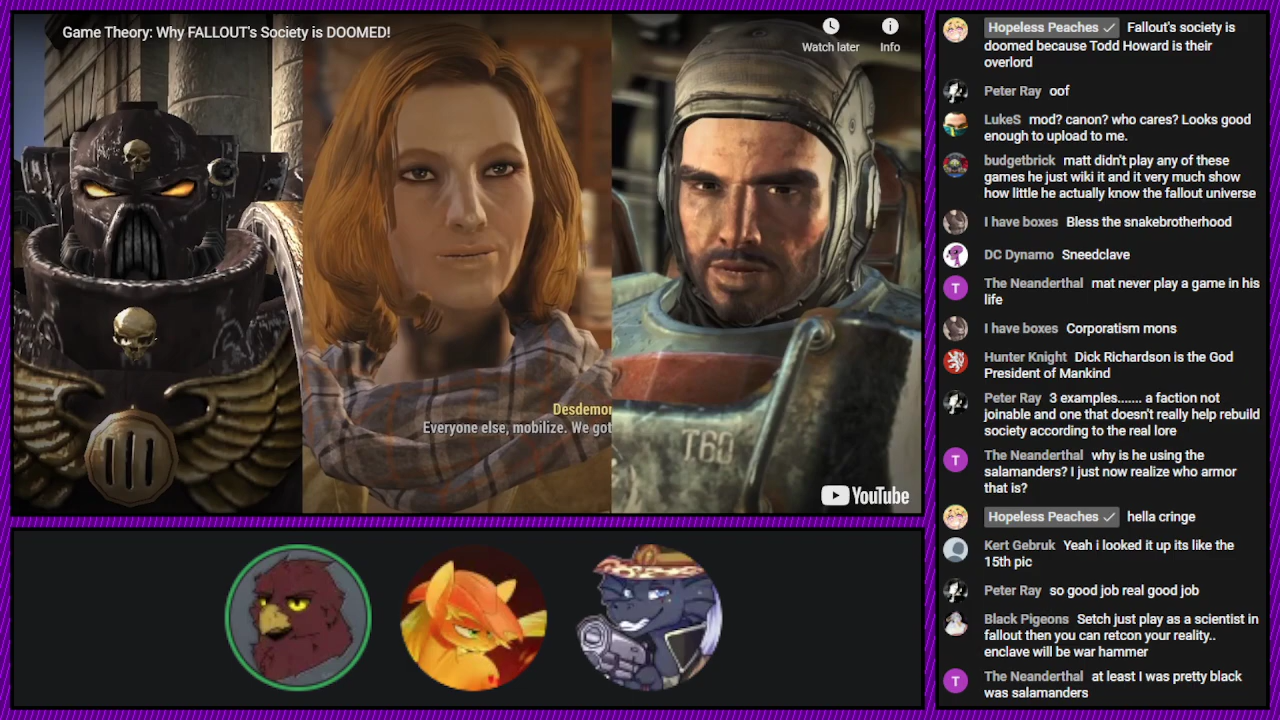 Game Theory: Why FALLOUT's Society is DOOMED!
Watch later
Info
Desdemon
Everyone else, mobilize. We got
T60
YouTube
Hopeless Peaches Fallout's society is
doomed because Todd Howard is their
overlord
Peter Ray oof
LukeS mod? canon? who cares? Looks good
enough to upload to me.
budgetbrick matt didn't play any of these
games he just wiki it and it very much show
how little he actually know the fallout universe
I have boxes Bless the snakebrotherhood
DC Dynamo Sneedclave
T
The Neanderthal mat never play a game in his
life
I have boxes Corporatism mons
Hunter Knight Dick Richardson is the God
President of Mankind
Peter Ray 3 examples....... a faction not
joinable and one that doesn't really help rebuild
society according to the real lore
T
The Neanderthal why is he using the
salamanders? I just now realize who armor
that is?
Hopeless Peaches hella cringe
Kert Gebruk Yeah i looked it up its like the
15th pic
Peter Ray so good job real good job
Black Pigeons Setch just play as a scientist in
fallout then you can retcon your reality..
enclave will be war hammer
T
The Neanderthal at least I was pretty black
was salamanders